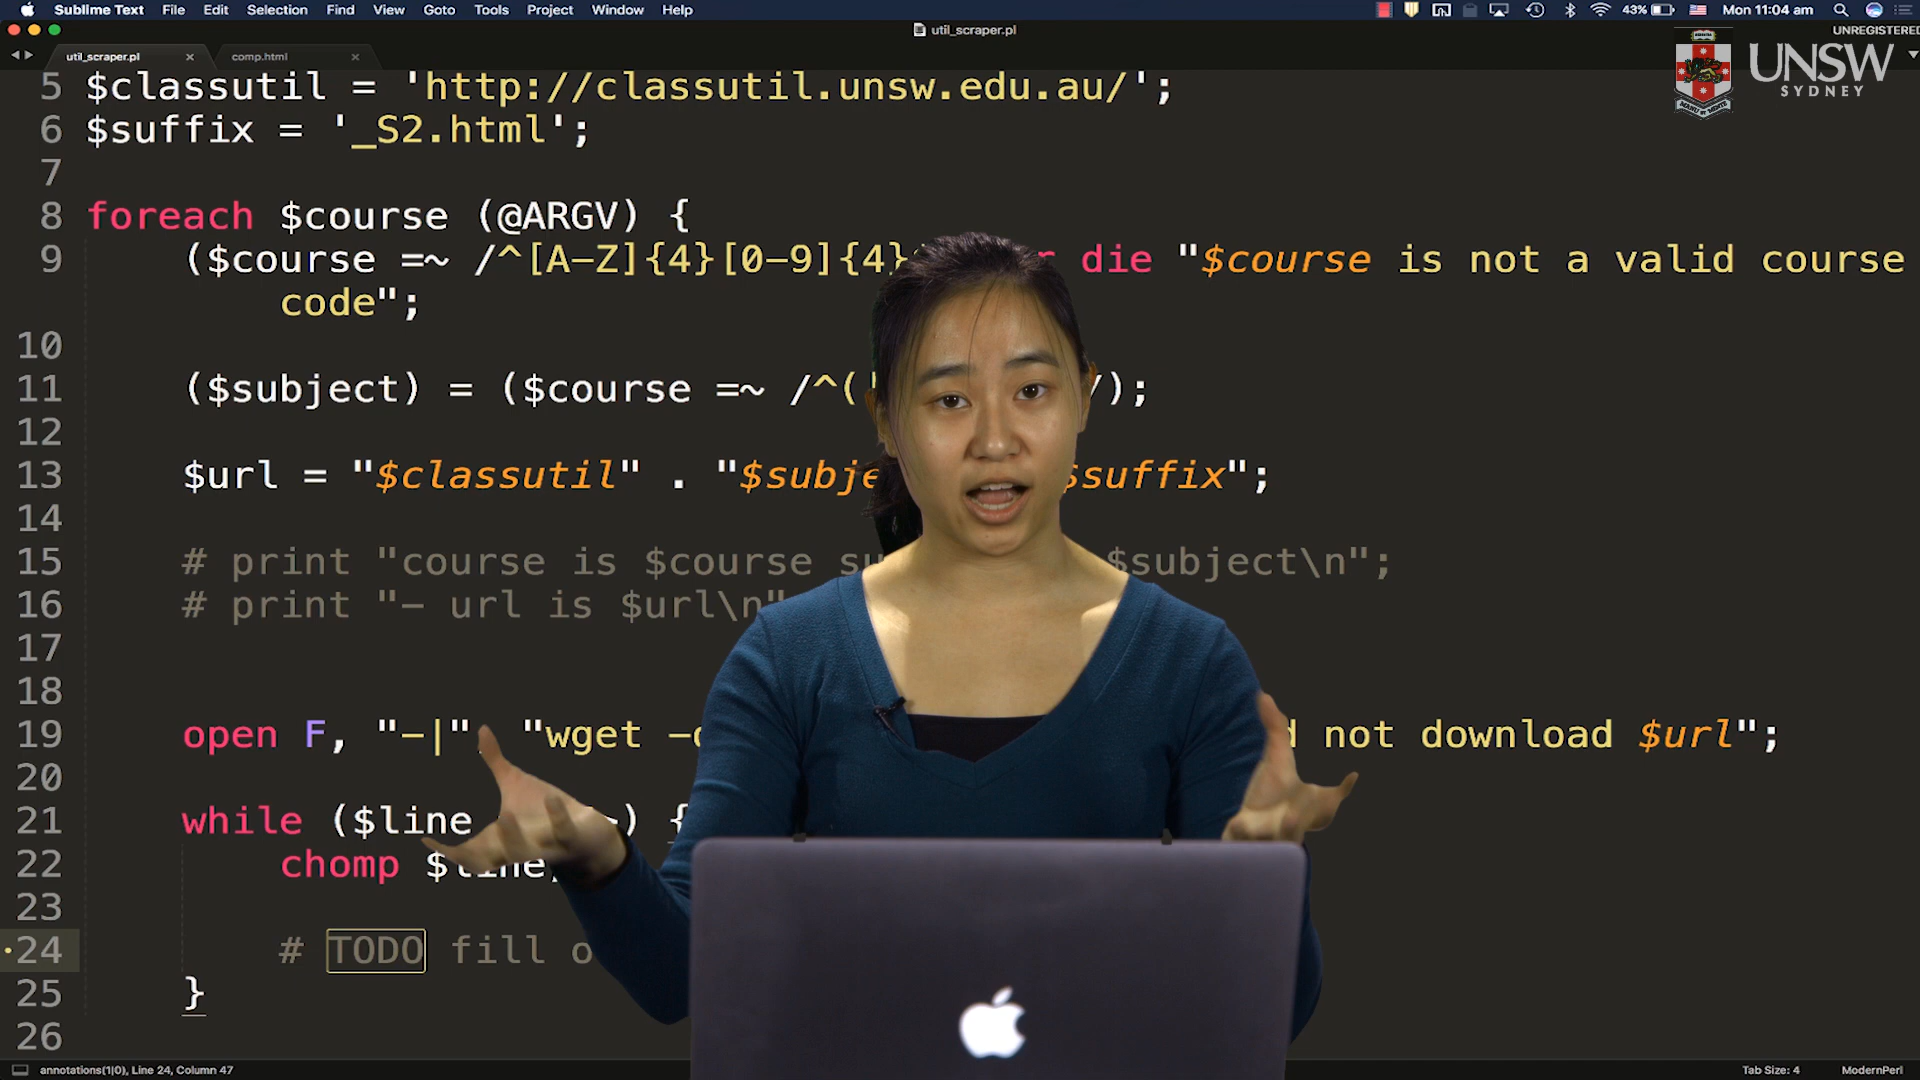 Sublime Text File Edit Selection Find View Goto Tools Project Window Help 43% Mon 11:04 am
util_scraper.pl
UNREGISTERED
util_scraper.pl comp.html
UNSW
SYDNEY
5 $classutil = 'http://classutil.unsw.edu.au/';
6 $suffix = '_S2.html';
7
8 foreach $course (@ARGV) {
9 ($course =~ /^[A-Z]{4}[0-9]{4} die "$course is not a valid course
code";
10
11 ($subject) = ($course =~ /^( /);
12
13 $url = "$classutil" . " $suffix";
14
15 # print "course is $course $subject\n";
16 # print "- url is $url\n"
17
18
19 open F, "-|" "wget not download $url";
20
21 while ($line ) {
22 chomp $line;
23
24 # TODO fill
25 }
26
annotations(1|0), Line 24, Column 47 Tab Size: 4 ModernPerl